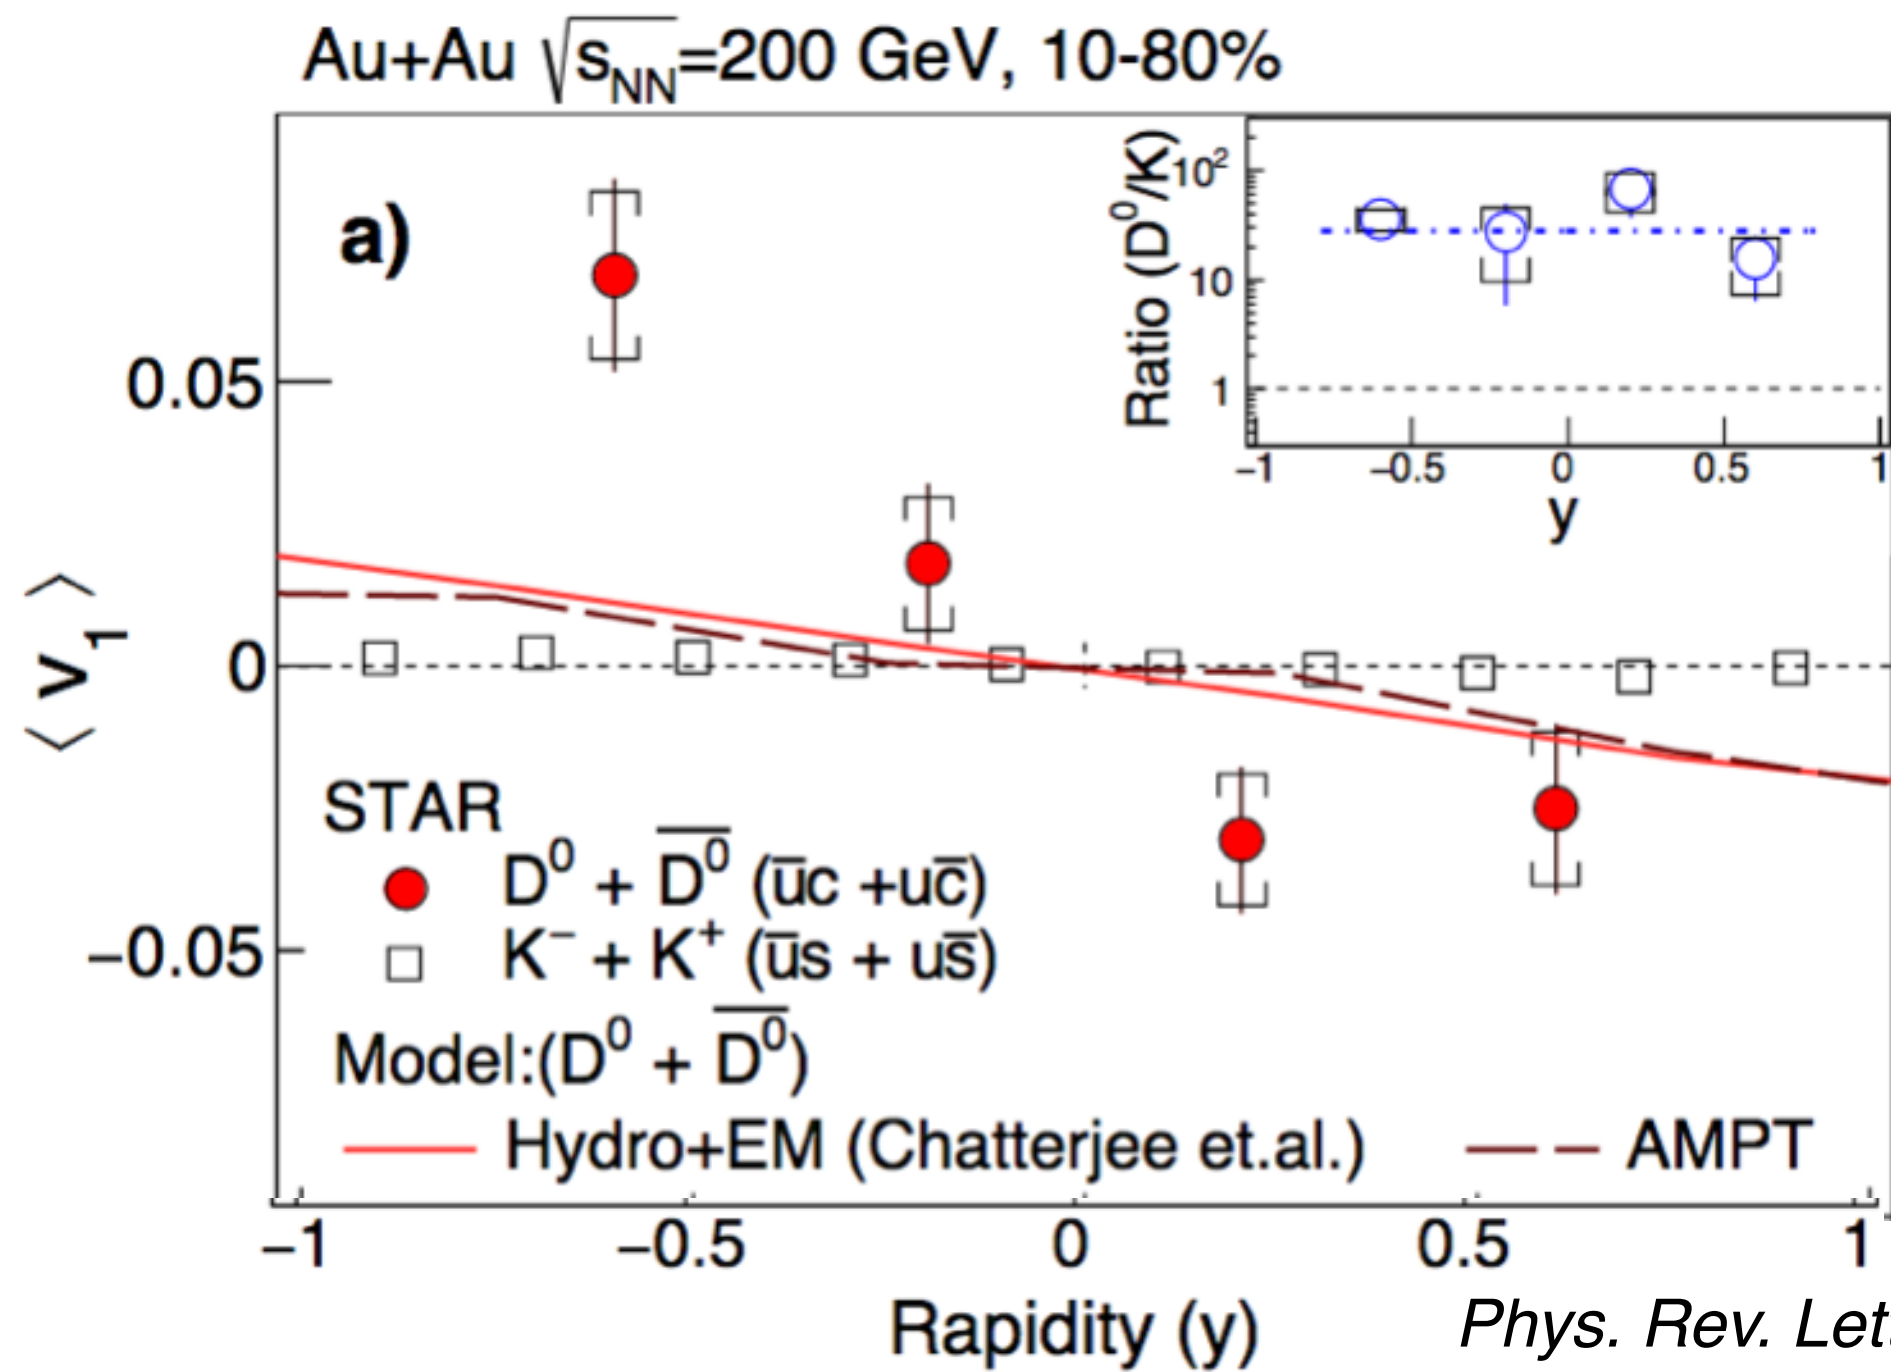 Au+Au √sNN=200 GeV, 10-80%
a)
Ratio (D⁰/K)
10²
10
1
−1 −0.5 0 0.5 1
y
⟨ v₁ ⟩
0.05
0
−0.05
STAR
D⁰ + D̅⁰ (u̅c +uc̅)
K⁻ + K⁺ (u̅s + us̅)
Model:(D⁰ + D̅⁰)
Hydro+EM (Chatterjee et.al.) AMPT
−1 −0.5 0 0.5 1
Rapidity (y)
Phys. Rev. Let